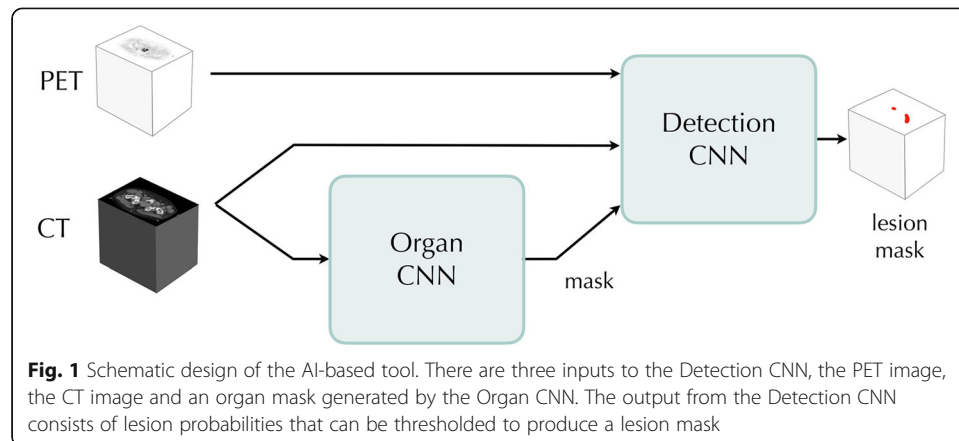 PET
CT
Organ
CNN
mask
Detection
CNN
lesion
mask
Fig. 1 Schematic design of the AI-based tool. There are three inputs to the Detection CNN, the PET image,
the CT image and an organ mask generated by the Organ CNN. The output from the Detection CNN
consists of lesion probabilities that can be thresholded to produce a lesion mask